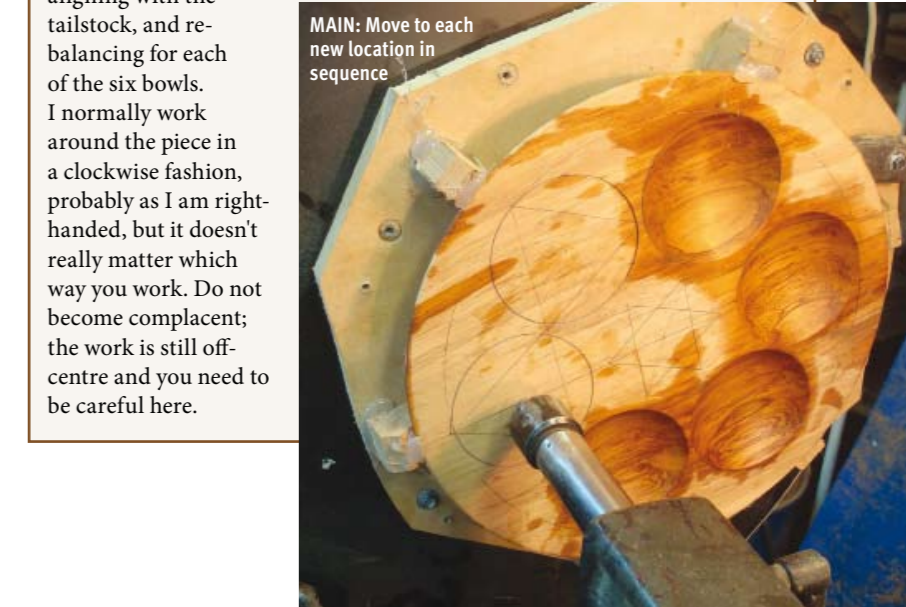 aligning with the
tailstock, and re-
balancing for each
of the six bowls.
I normally work
around the piece in
a clockwise fashion,
probably as I am right-
handed, but it doesn't
really matter which
way you work. Do not
become complacent;
the work is still off-
centre and you need to
be careful here.
MAIN: Move to each
new location in
sequence